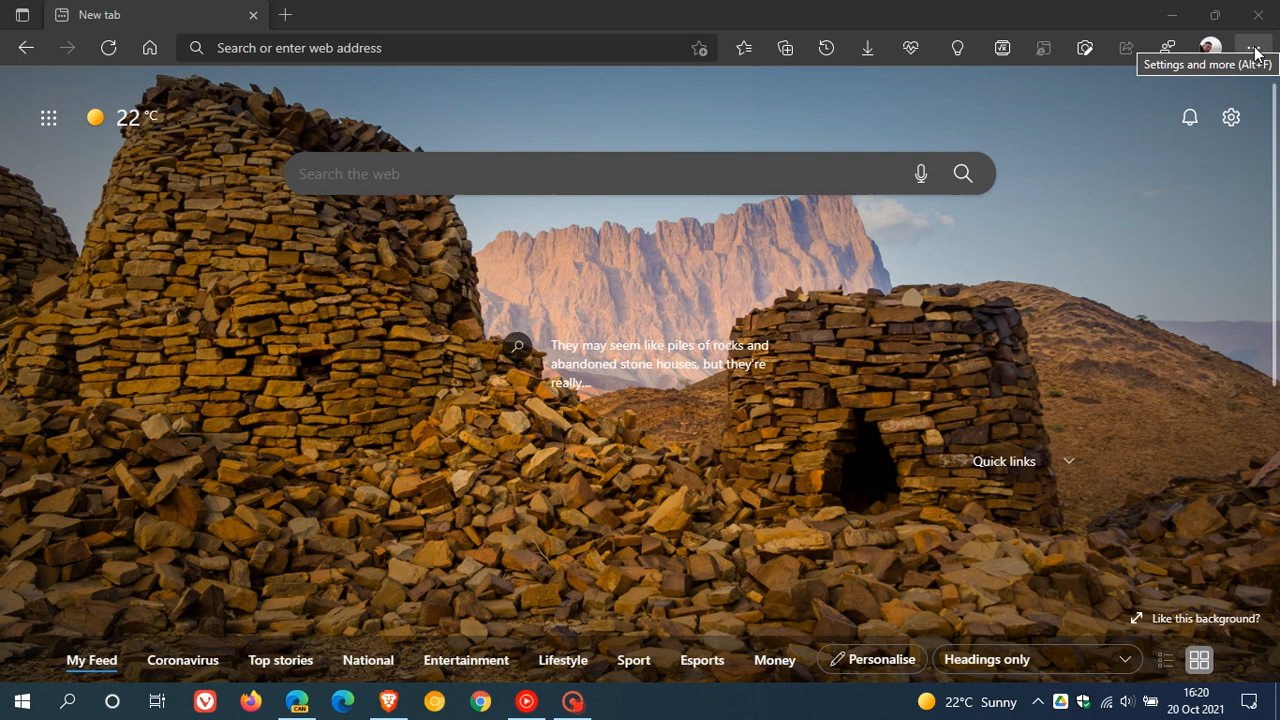 New tab
Search or enter web address
Settings and more (Alt+F)
22 °C
Search the web
They may seem like piles of rocks and
abandoned stone houses, but they're
really...
Quick links
Like this background?
My Feed
Coronavirus
Top stories
National
Entertainment
Lifestyle
Sport
Esports
Money
Personalise
Headings only
CAN
22°C Sunny
16:20
20 Oct 2021